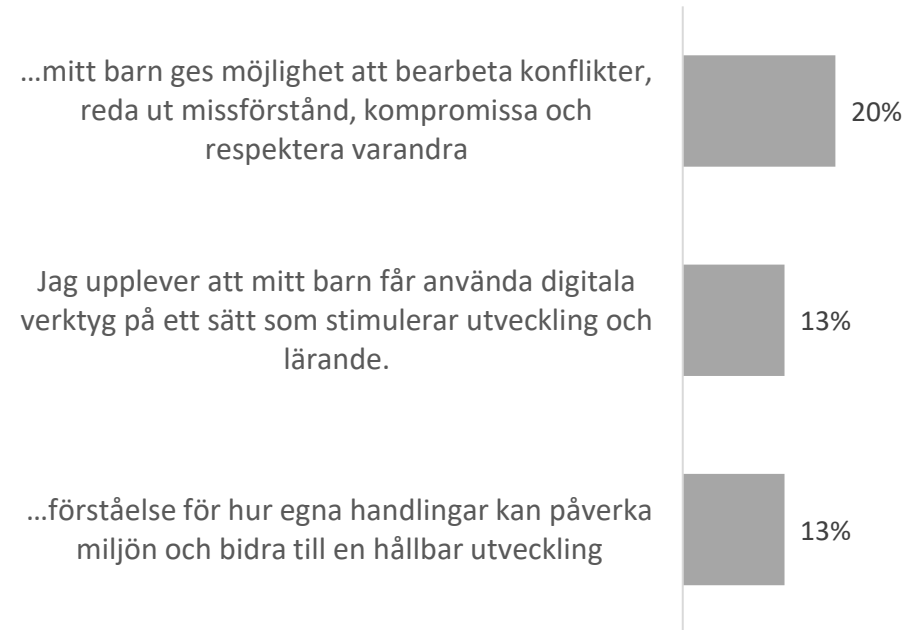 ...mitt barn ges möjlighet att bearbeta konflikter,
reda ut missförstånd, kompromissa och
respektera varandra
20%
Jag upplever att mitt barn får använda digitala
verktyg på ett sätt som stimulerar utveckling och
lärande.
13%
...förståelse för hur egna handlingar kan påverka
miljön och bidra till en hållbar utveckling
13%